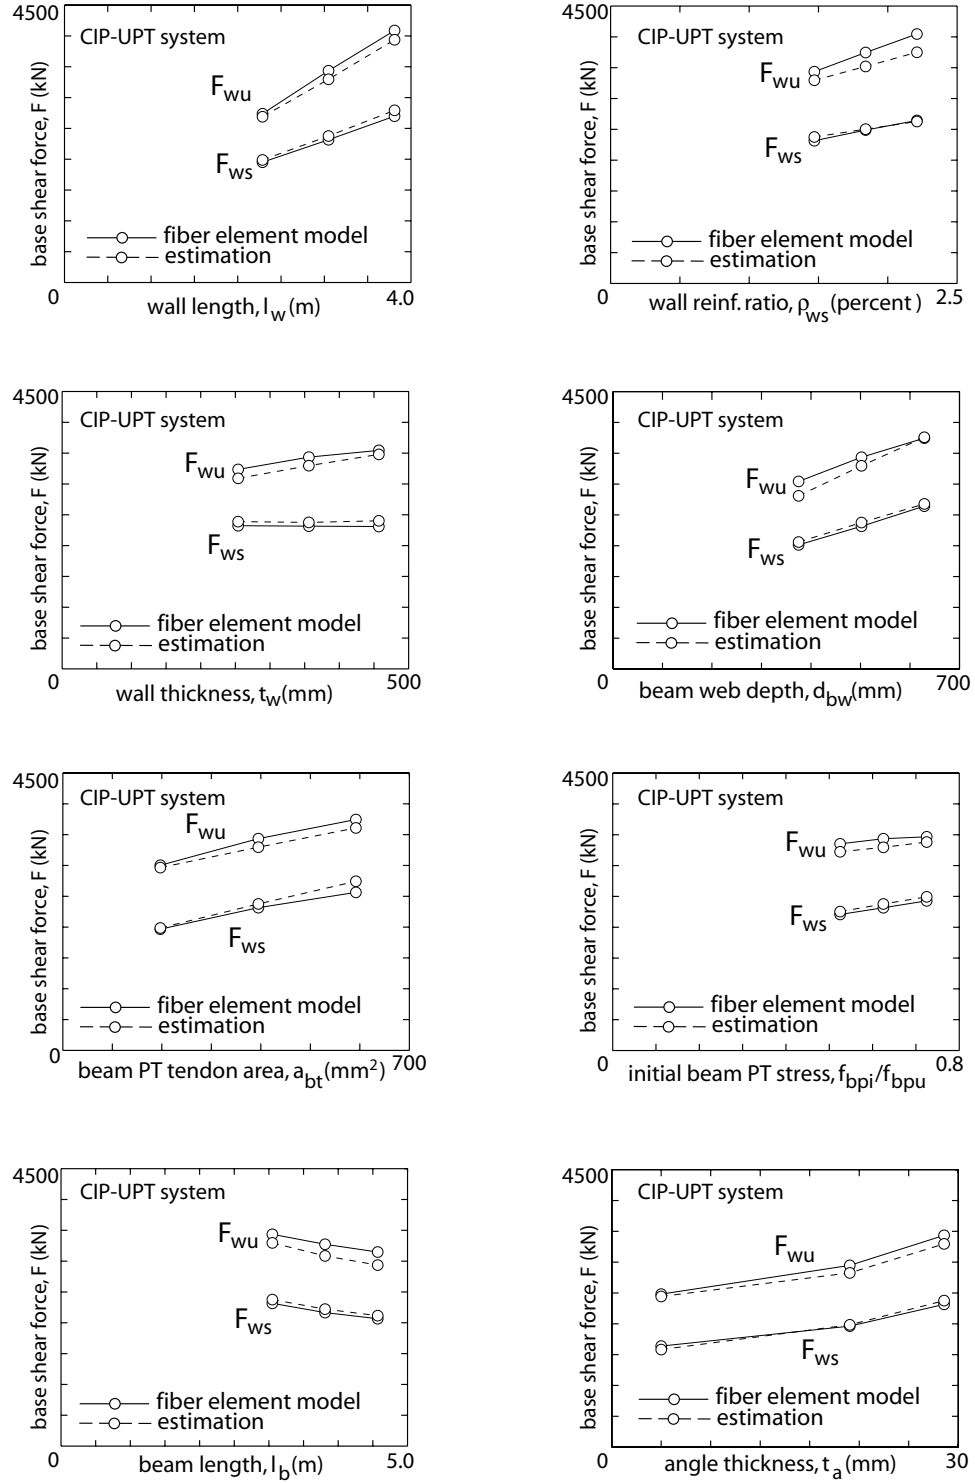 4500
CIP-UPT system
F_wu
F_ws
base shear force, F (kN)
fiber element model
estimation
0
wall length, l_w(m)
4.0
4500
CIP-UPT system
F_wu
F_ws
base shear force, F (kN)
fiber element model
estimation
0
wall reinf. ratio, ρ_ws(percent)
2.5
4500
CIP-UPT system
F_wu
F_ws
base shear force, F (kN)
fiber element model
estimation
0
wall thickness, t_w(mm)
500
4500
CIP-UPT system
F_wu
F_ws
base shear force, F (kN)
fiber element model
estimation
0
beam web depth, d_bw(mm)
700
4500
CIP-UPT system
F_wu
F_ws
base shear force, F (kN)
fiber element model
estimation
0
beam PT tendon area, a_bt(mm²)
700
4500
CIP-UPT system
F_wu
F_ws
base shear force, F (kN)
fiber element model
estimation
0
initial beam PT stress, f_bpi/f_bpu
0.8
4500
CIP-UPT system
F_wu
F_ws
base shear force, F (kN)
fiber element model
estimation
0
beam length, l_b(m)
5.0
4500
CIP-UPT system
F_wu
F_ws
base shear force, F (kN)
fiber element model
estimation
0
angle thickness, t_a(mm)
30